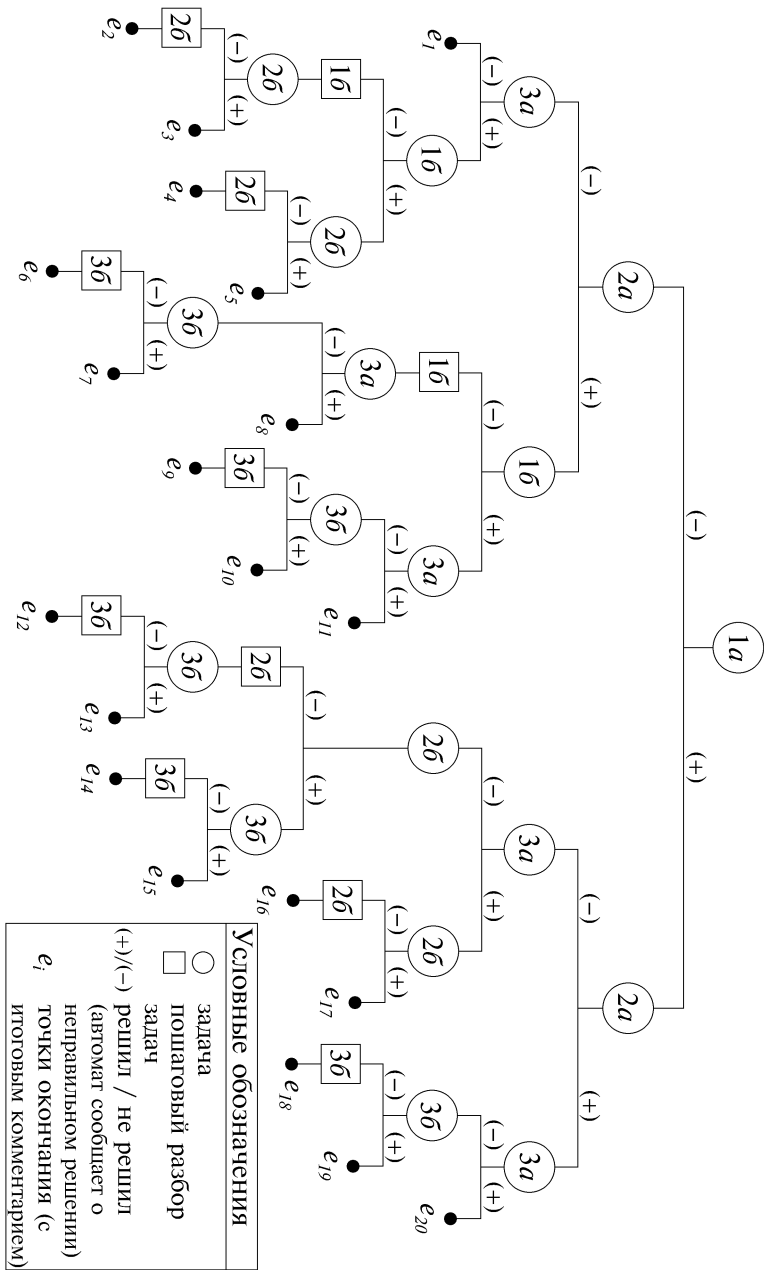 1а
(−) (+)
2а 2а
(−) (+) (−) (+)
3а 1б 3а 3а
(−) (+) (−) (+) (−) (+) (−) (+)
e1 1б 1б 3а 2б 2б 3б e20
(−) (+) (−) (+) (−) (+) (−) (+)
1б 2б 3а 3б e11 2б e17 3б e19
(−) (+)
(−) (+) (−) (+) (−) (+)
2б 2б e5 e8 3б e10 2б 3б e16 e18
(−) (+) (−) (+)
2б e3 e4 3б e9 3б 3б e15
(−) (+) (−) (+)
e2 3б e7 3б e13 e14
e6 e12
Условные обозначения
задача
пошаговый разбор
задач
(+)/(−) решил / не решил
(автомат сообщает о
неправильном решении)
ei точки окончания (с
итоговым комментарием)